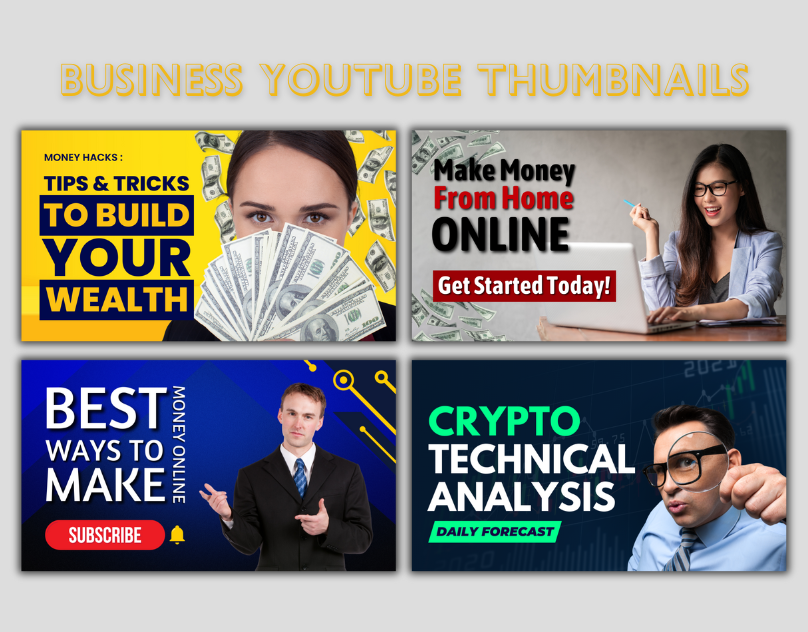 BUSINESS YOUTUBE THUMBNAILS
MONEY HACKS :
TIPS & TRICKS
TO BUILD
YOUR
WEALTH
Make Money
From Home
ONLINE
Get Started Today!
BEST
WAYS TO
MAKE
MONEY ONLINE
SUBSCRIBE
2021
CRYPTO
TECHNICAL
ANALYSIS
DAILY FORECAST